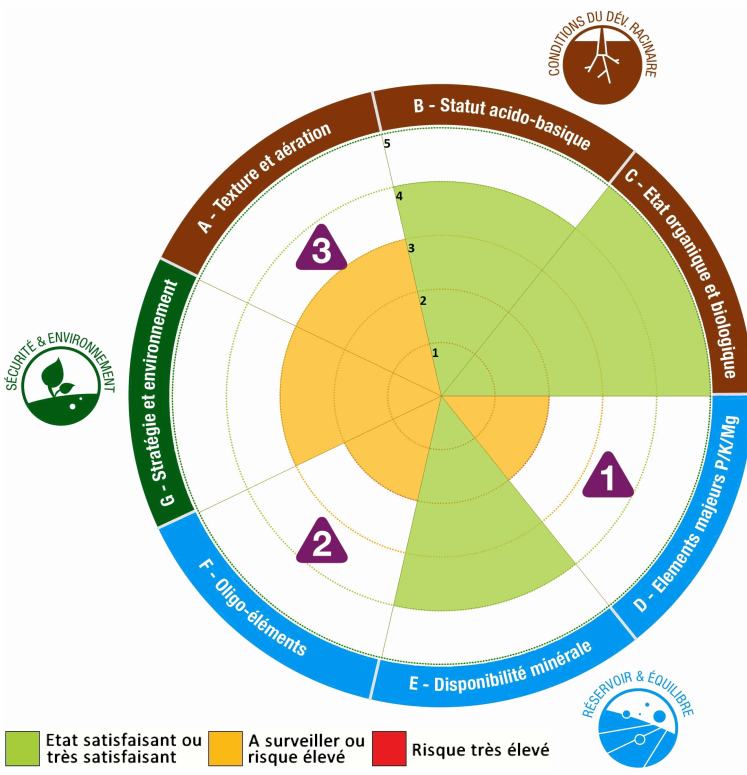 CONDITIONS DU DÉV. RACINAIRE
B - Statut acido-basique
A - Texture et aération
C - Etat organique et biologique
5
4
3
3
2
1
SÉCURITÉ & ENVIRONNEMENT
G - Stratégie et environnement
D - Elements majeurs P/K/Mg
1
2
F - Oligo-éléments
E - Disponibilité minérale
RÉSERVOIR & ÉQUILIBRE
Etat satisfaisant ou
très satisfaisant
A surveiller ou
risque élevé
Risque très élevé